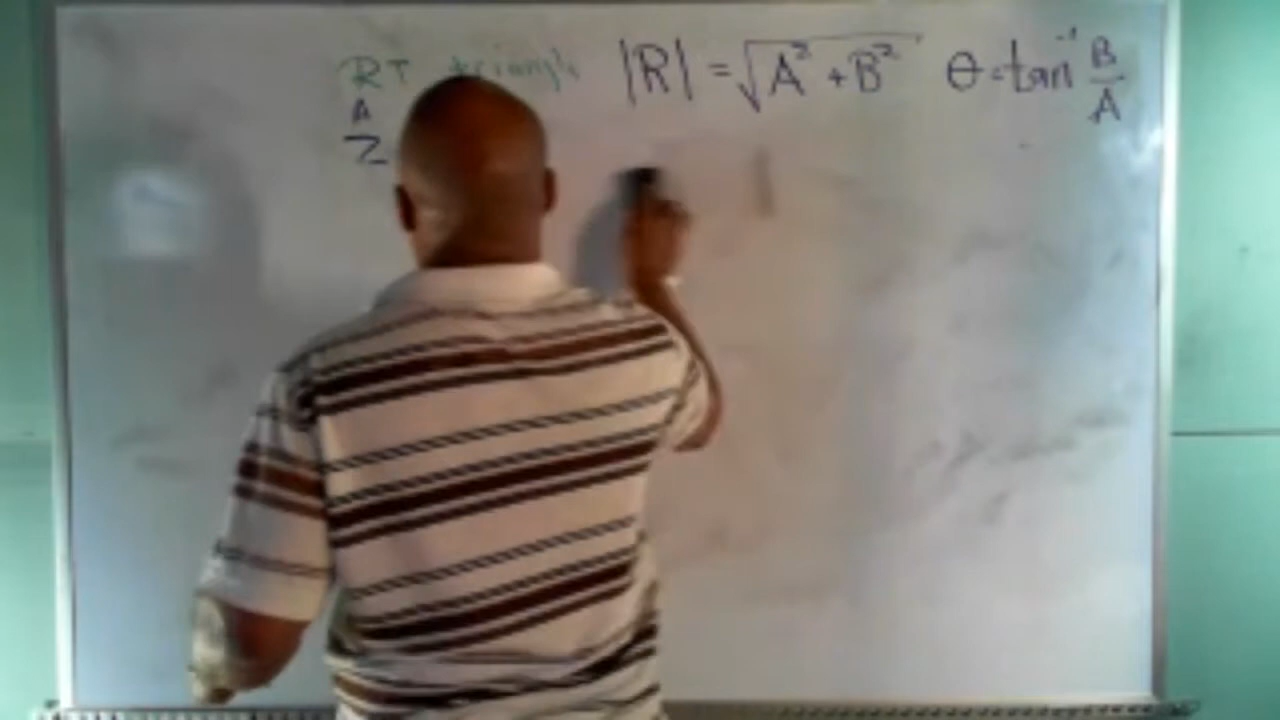 RT triangle |R| = √A² + B² θ = tan⁻¹ B/A
A
Z